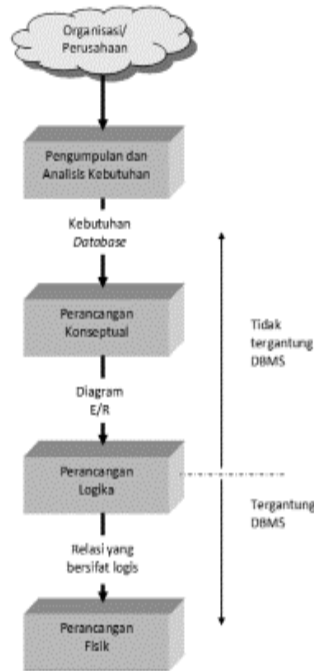 Organisasi/
Perusahaan
Pengumpulan dan
Analisis Kebutuhan
Kebutuhan
Database
Perancangan
Konseptual
Tidak
tergantung
DBMS
Diagram
E/R
Perancangan
Logika
Tergantung
DBMS
Relasi yang
bersifat logis
Perancangan
Fisik